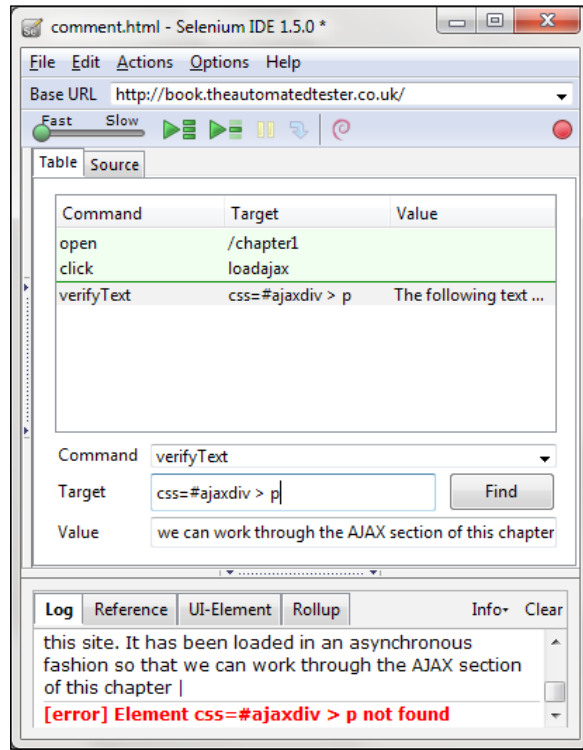 comment.html - Selenium IDE 1.5.0 *
File Edit Actions Options Help
Base URL http://book.theautomatedtester.co.uk/
Fast Slow
Table Source
Command Target Value
open /chapter1
click loadajax
verifyText css=#ajaxdiv > p The following text ...
Command verifyText
Target css=#ajaxdiv > p Find
Value we can work through the AJAX section of this chapter
Log Reference UI-Element Rollup Info Clear
this site. It has been loaded in an asynchronous
fashion so that we can work through the AJAX section
of this chapter |
[error] Element css=#ajaxdiv > p not found